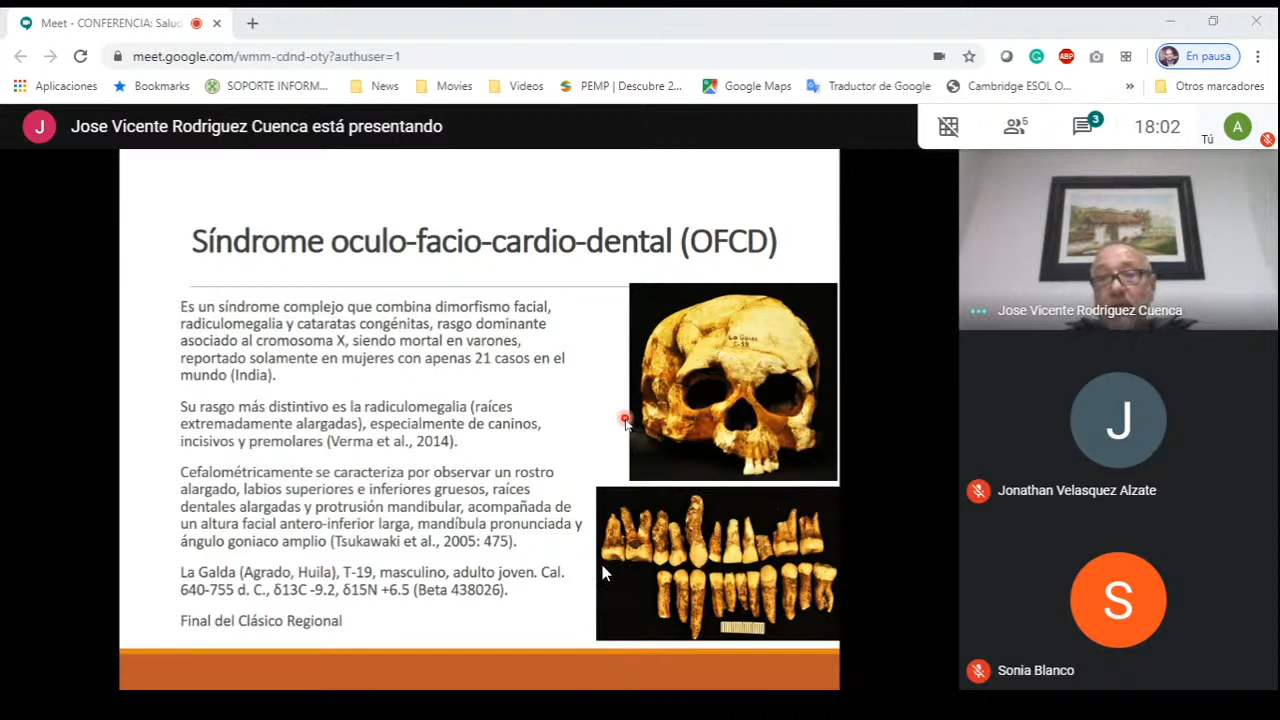 Meet - CONFERENCIA: Salud
meet.google.com/wmm-cdnd-oty?authuser=1
ABP
En pausa
Aplicaciones
Bookmarks
SOPORTE INFORM...
News
Movies
Videos
PEMP | Descubre 2...
Google Maps
Traductor de Google
Cambridge ESOL O...
»
Otros marcadores
J
Jose Vicente Rodriguez Cuenca está presentando
5
3
18:02
Tú
A
Síndrome oculo-facio-cardio-dental (OFCD)
Es un síndrome complejo que combina dimorfismo facial,
radiculomegalia y cataratas congénitas, rasgo dominante
asociado al cromosoma X, siendo mortal en varones,
reportado solamente en mujeres con apenas 21 casos en el
mundo (India).
Su rasgo más distintivo es la radiculomegalia (raíces
extremadamente alargadas), especialmente de caninos,
incisivos y premolares (Verma et al., 2014).
Cefalométricamente se caracteriza por observar un rostro
alargado, labios superiores e inferiores gruesos, raíces
dentales alargadas y protrusión mandibular, acompañada de
un altura facial antero-inferior larga, mandíbula pronunciada y
ángulo goniaco amplio (Tsukawaki et al., 2005: 475).
La Galda (Agrado, Huila), T-19, masculino, adulto joven. Cal.
640-755 d. C., δ13C -9.2, δ15N +6.5 (Beta 438026).
Final del Clásico Regional
La Galda
T-19
Jose Vicente Rodriguez Cuenca
J
Jonathan Velasquez Alzate
S
Sonia Blanco